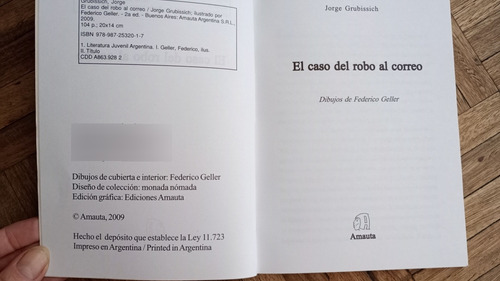 Grubissich, Jorge
El caso del robo al correo / Jorge Grubissich; ilustrado por
Federico Geller. - 2a ed. - Buenos Aires: Amauta Argentina S.R.L.,
2009.
104 p.; 20x14 cm
ISBN 978-987-25320-1-7
1. Literatura Juvenil Argentina. I. Geller, Federico, ilus.
II. Título
CDD A863.928 2
Dibujos de cubierta e interior: Federico Geller
Diseño de colección: monada nómada
Edición gráfica: Ediciones Amauta
© Amauta, 2009
Hecho el depósito que establece la Ley 11.723
Impreso en Argentina / Printed in Argentina
Jorge Grubissich
El caso del robo al correo
Dibujos de Federico Geller
Amauta